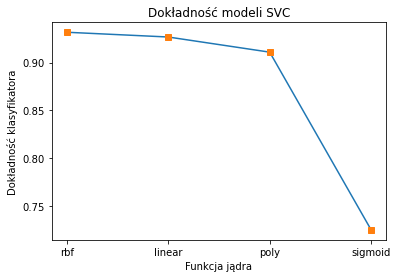 Dokładność modeli SVC
Dokładność klasyfikatora
0.90
0.85
0.80
0.75
rbf
linear
poly
sigmoid
Funkcja jądra